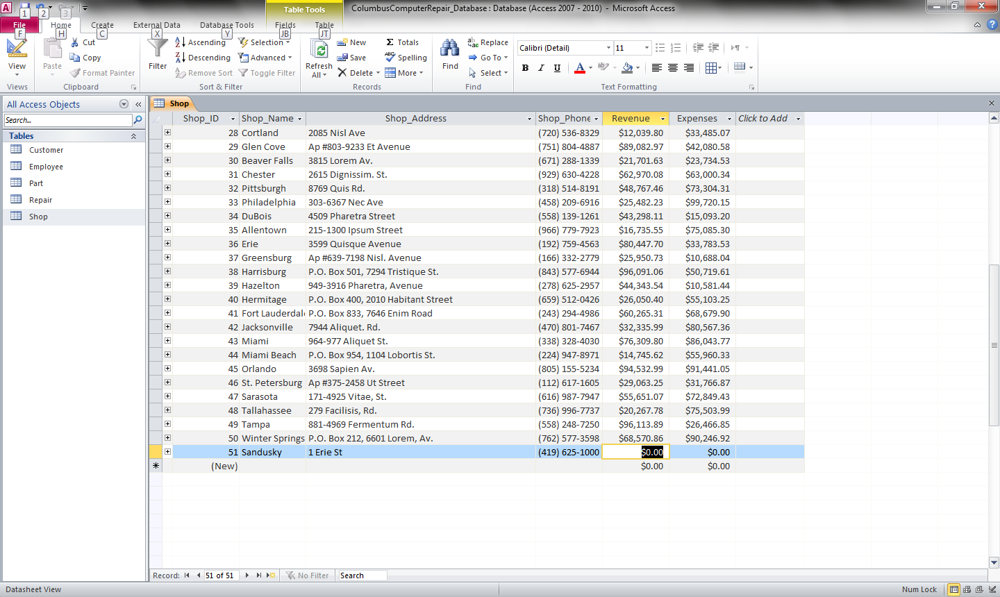 1 2 3
Table Tools
ColumbusComputerRepair_Database : Database (Access 2007 - 2010) - Microsoft Access
File Home Create External Data Database Tools Fields Table
F H C X Y JB JT
View
Paste
Cut
Copy
Format Painter
Filter
Ascending
Descending
Remove Sort
Selection
Advanced
Toggle Filter
Refresh
All
New
Save
Delete
Σ Totals
ABC Spelling
More
Find
Replace
Go To
Select
Calibri (Detail) 11
B I U A ab
Views Clipboard Sort & Filter Records Find Text Formatting
All Access Objects
Search...
Tables
Customer
Employee
Part
Repair
Shop
Shop
Shop_ID Shop_Name Shop_Address Shop_Phone Revenue Expenses Click to Add
28 Cortland 2085 Nisl Ave (720) 536-8329 $12,039.80 $33,485.07
29 Glen Cove Ap #803-9233 Et Avenue (751) 804-4887 $89,082.97 $42,080.58
30 Beaver Falls 3815 Lorem Av. (671) 288-1339 $21,701.63 $23,734.53
31 Chester 2615 Dignissim. St. (929) 630-4228 $62,970.08 $63,000.34
32 Pittsburgh 8769 Quis Rd. (318) 514-8191 $48,767.46 $73,304.31
33 Philadelphia 303-6367 Nec Ave (458) 209-6916 $25,482.23 $99,720.15
34 DuBois 4509 Pharetra Street (558) 139-1261 $43,298.11 $15,093.20
35 Allentown 215-1300 Ipsum Street (966) 779-7923 $16,735.55 $75,085.30
36 Erie 3599 Quisque Avenue (192) 759-4563 $80,447.70 $33,783.53
37 Greensburg Ap #639-7198 Nisl. Avenue (166) 332-2779 $25,950.73 $10,688.04
38 Harrisburg P.O. Box 501, 7294 Tristique St. (843) 577-6944 $96,091.06 $50,719.61
39 Hazelton 949-3916 Pharetra, Avenue (278) 625-2957 $44,343.54 $10,581.44
40 Hermitage P.O. Box 400, 2010 Habitant Street (659) 512-0426 $26,050.40 $55,103.25
41 Fort Lauderdale P.O. Box 833, 7646 Enim Road (243) 294-4986 $60,265.31 $68,679.90
42 Jacksonville 7944 Aliquet. Rd. (470) 801-7467 $32,335.99 $80,567.36
43 Miami 964-977 Aliquet St. (338) 328-4030 $76,309.80 $86,043.77
44 Miami Beach P.O. Box 954, 1104 Lobortis St. (224) 947-8971 $14,745.62 $55,960.33
45 Orlando 3698 Sapien Av. (805) 155-5234 $94,532.99 $91,441.05
46 St. Petersburg Ap #375-2458 Ut Street (112) 617-1605 $29,063.25 $31,766.87
47 Sarasota 171-4925 Vitae, St. (616) 987-7947 $55,651.07 $72,849.43
48 Tallahassee 279 Facilisis, Rd. (736) 996-7737 $20,267.78 $75,503.99
49 Tampa 881-4969 Fermentum Rd. (558) 248-7250 $96,113.89 $26,466.85
50 Winter Springs P.O. Box 212, 6601 Lorem, Av. (762) 577-3598 $68,570.86 $90,246.92
51 Sandusky 1 Erie St (419) 625-1000 $0.00 $0.00
(New) $0.00 $0.00
Record: 51 of 51 No Filter Search
Datasheet View Num Lock